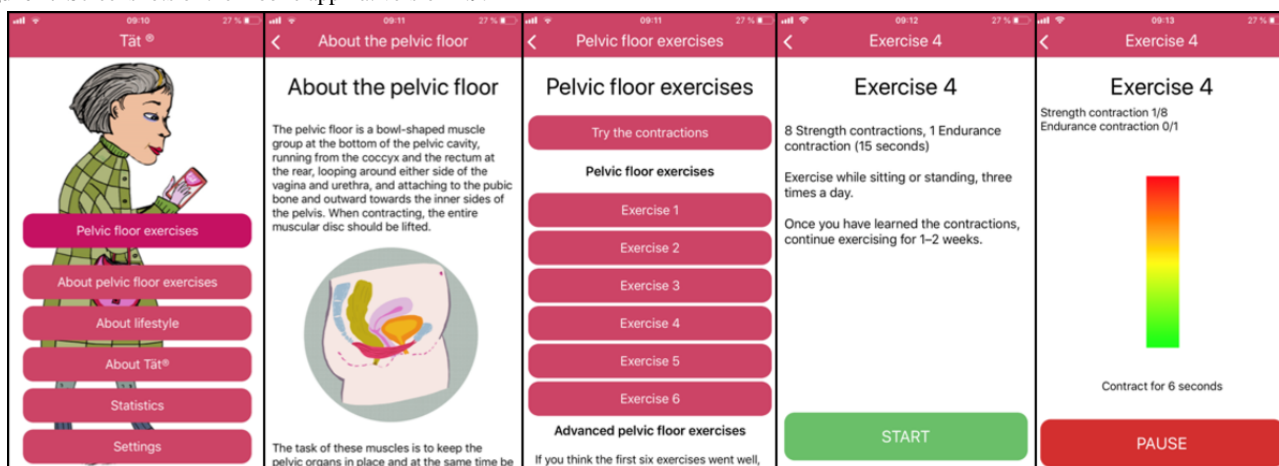 09:10
27 %
Tät ®
Pelvic floor exercises
About pelvic floor exercises
About lifestyle
About Tät®
Statistics
Settings
09:11
27 %
About the pelvic floor
About the pelvic floor
The pelvic floor is a bowl-shaped muscle
group at the bottom of the pelvic cavity,
running from the coccyx and the rectum at
the rear, looping around either side of the
vagina and urethra, and attaching to the pubic
bone and outward towards the inner sides of
the pelvis. When contracting, the entire
muscular disc should be lifted.
The task of these muscles is to keep the
pelvic organs in place and at the same time be
09:11
27 %
Pelvic floor exercises
Pelvic floor exercises
Try the contractions
Pelvic floor exercises
Exercise 1
Exercise 2
Exercise 3
Exercise 4
Exercise 5
Exercise 6
Advanced pelvic floor exercises
If you think the first six exercises went well,
09:12
27 %
Exercise 4
Exercise 4
8 Strength contractions, 1 Endurance
contraction (15 seconds)
Exercise while sitting or standing, three
times a day.
Once you have learned the contractions,
continue exercising for 1–2 weeks.
START
09:13
27 %
Exercise 4
Exercise 4
Strength contraction 1/8
Endurance contraction 0/1
Contract for 6 seconds
PAUSE